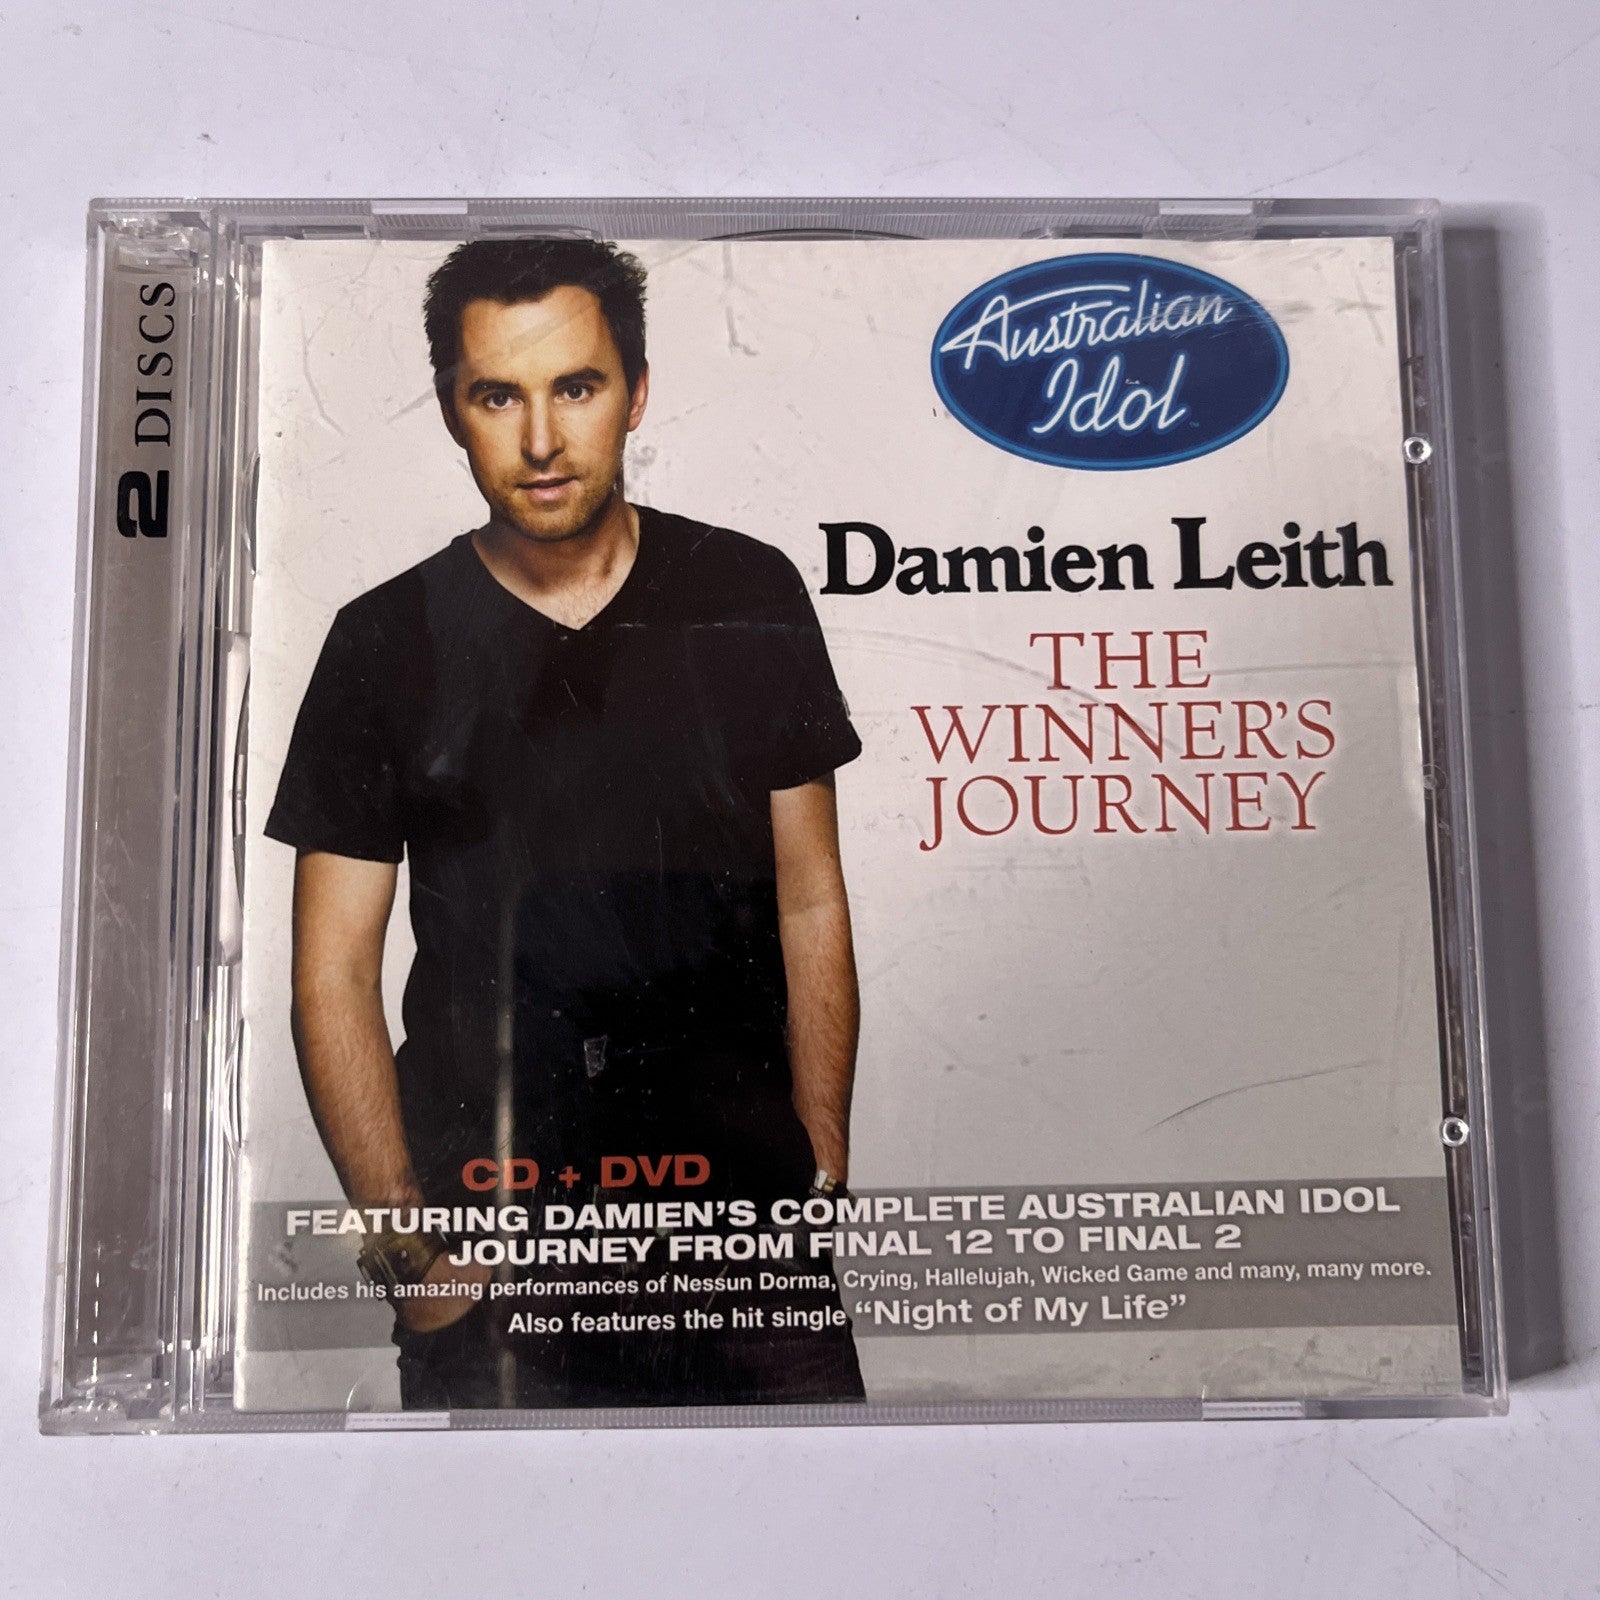 2 DISCS
Australian
Idol
Damien Leith
THE
WINNER'S
JOURNEY
CD + DVD
FEATURING DAMIEN'S COMPLETE AUSTRALIAN IDOL
JOURNEY FROM FINAL 12 TO FINAL 2
Includes his amazing performances of Nessun Dorma, Crying, Hallelujah, Wicked Game and many, many more.
Also features the hit single "Night of My Life"